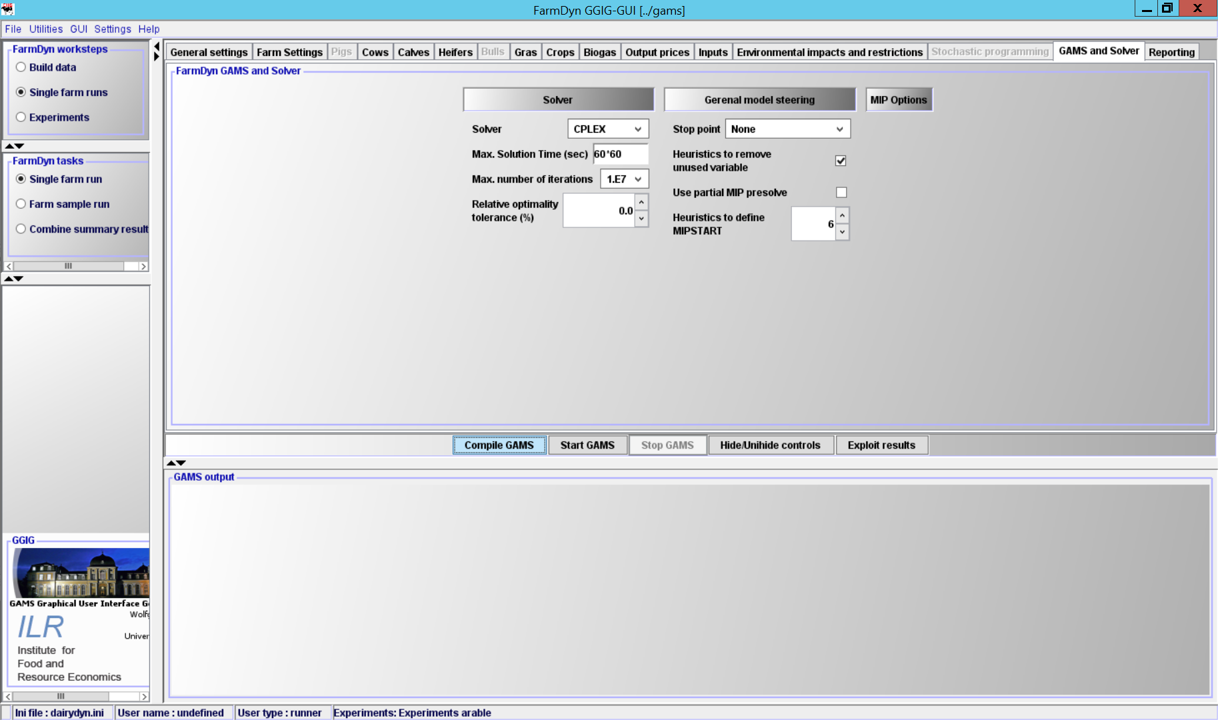 FarmDyn GGIG-GUI [../gams]
File Utilities GUI Settings Help
FarmDyn worksteps
Build data
Single farm runs
Experiments
FarmDyn tasks
Single farm run
Farm sample run
Combine summary result
General settings Farm Settings Pigs Cows Calves Heifers Bulls Gras Crops Biogas Output prices Inputs Environmental impacts and restrictions Stochastic programming GAMS and Solver Reporting
FarmDyn GAMS and Solver
Solver
Solver CPLEX
Max. Solution Time (sec) 60*60
Max. number of iterations 1.E7
Relative optimality
tolerance (%) 0.0
Gerenal model steering
Stop point None
Heuristics to remove
unused variable
Use partial MIP presolve
Heuristics to define
MIPSTART 6
MIP Options
Compile GAMS Start GAMS Stop GAMS Hide/Unihide controls Exploit results
GAMS output
GGIG
GAMS Graphical User Interface G
Wolf
ILR
Univer
Institute for
Food and
Resource Economics
Ini file : dairydyn.ini User name : undefined User type : runner Experiments: Experiments arable